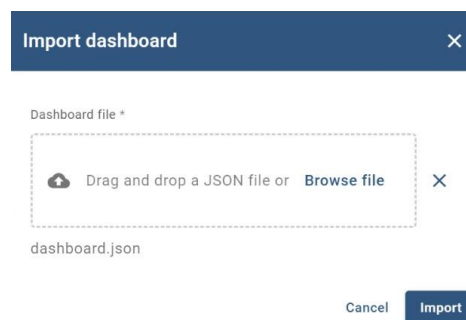 Import dashboard
Dashboard file *
Drag and drop a JSON file or Browse file
dashboard.json
Cancel Import